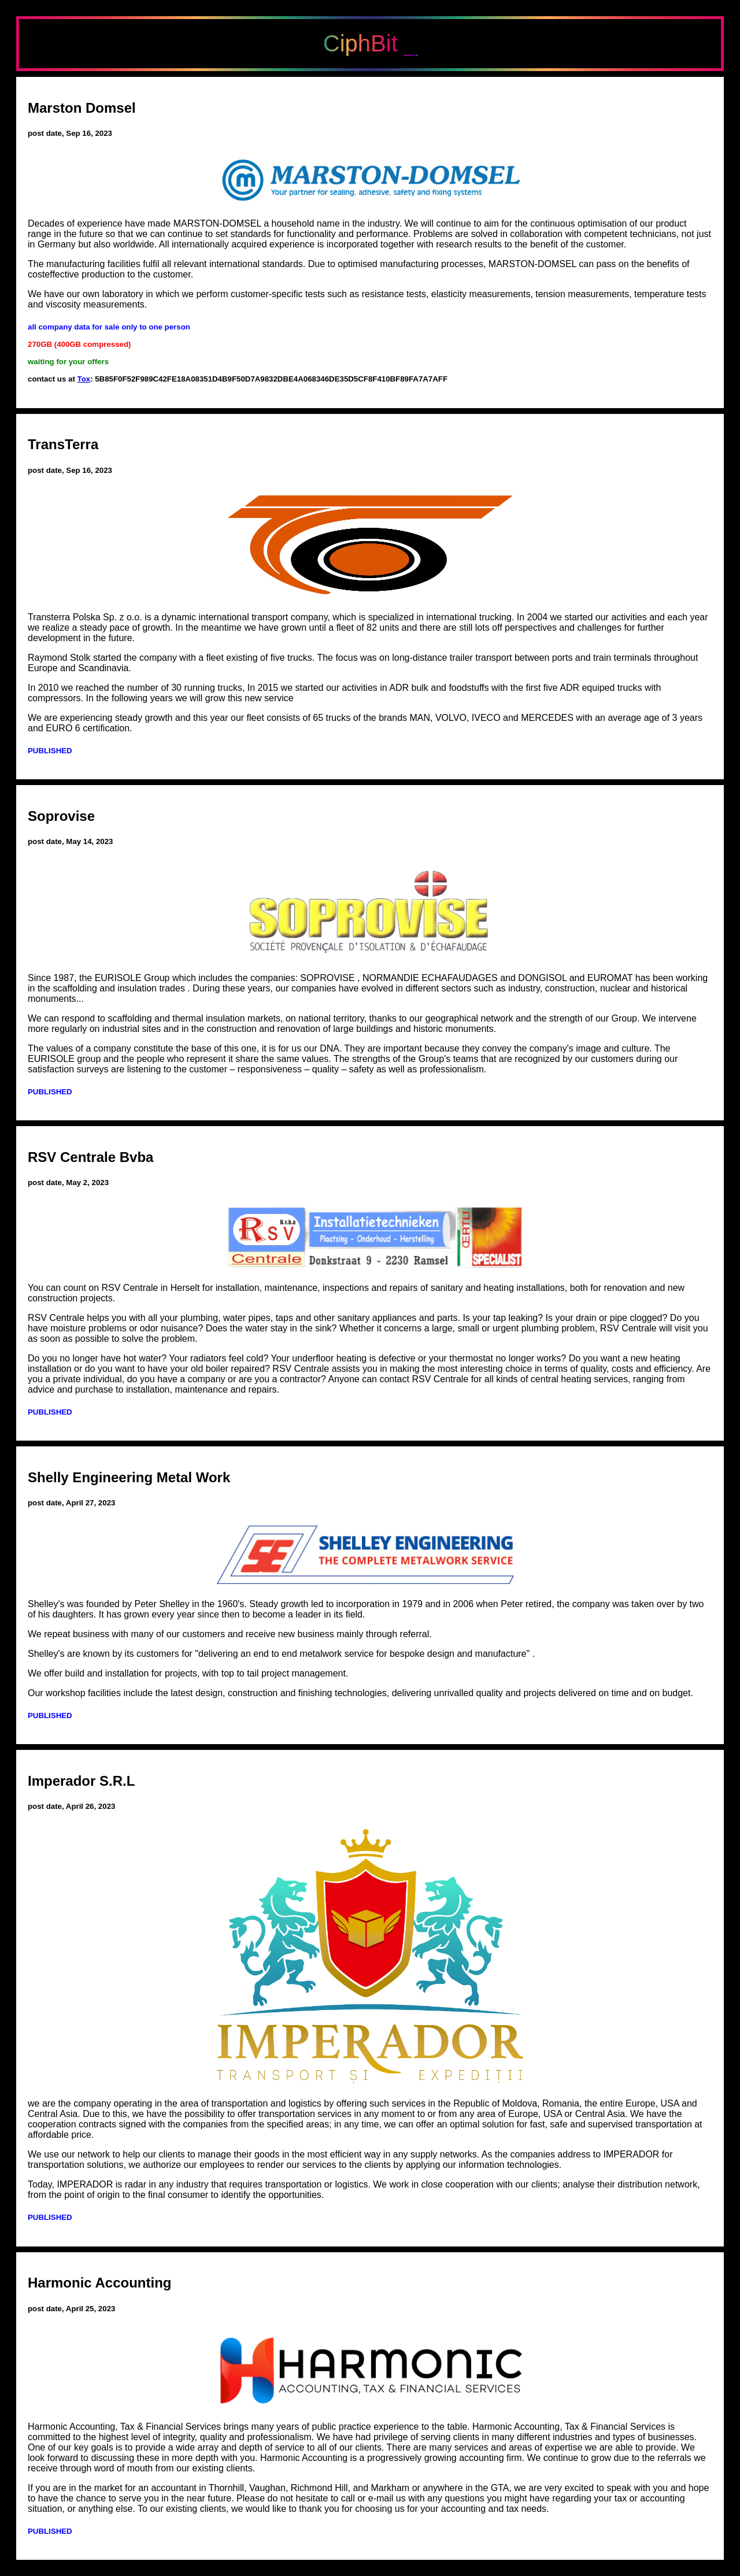 CiphBit
Marston Domsel
post date, Sep 16, 2023
MARSTON-DOMSEL
Your partner for sealing, adhesive, safety and fixing systems
Decades of experience have made MARSTON-DOMSEL a household name in the industry. We will continue to aim for the continuous optimisation of our product
range in the future so that we can continue to set standards for functionality and performance. Problems are solved in collaboration with competent technicians, not just
in Germany but also worldwide. All internationally acquired experience is incorporated together with research results to the benefit of the customer.
The manufacturing facilities fulfil all relevant international standards. Due to optimised manufacturing processes, MARSTON-DOMSEL can pass on the benefits of
costeffective production to the customer.
We have our own laboratory in which we perform customer-specific tests such as resistance tests, elasticity measurements, tension measurements, temperature tests
and viscosity measurements.
all company data for sale only to one person
270GB (400GB compressed)
waiting for your offers
contact us at Tox: 5B85F0F52F989C42FE18A08351D4B9F50D7A9832DBE4A068346DE35D5CF8F410BF89FA7A7AFF
TransTerra
post date, Sep 16, 2023
Transterra Polska Sp. z o.o. is a dynamic international transport company, which is specialized in international trucking. In 2004 we started our activities and each year
we realize a steady pace of growth. In the meantime we have grown until a fleet of 82 units and there are still lots off perspectives and challenges for further
development in the future.
Raymond Stolk started the company with a fleet existing of five trucks. The focus was on long-distance trailer transport between ports and train terminals throughout
Europe and Scandinavia.
In 2010 we reached the number of 30 running trucks, In 2015 we started our activities in ADR bulk and foodstuffs with the first five ADR equiped trucks with
compressors. In the following years we will grow this new service
We are experiencing steady growth and this year our fleet consists of 65 trucks of the brands MAN, VOLVO, IVECO and MERCEDES with an average age of 3 years
and EURO 6 certification.
PUBLISHED
Soprovise
post date, May 14, 2023
SOPROVISE
SOCIÉTÉ PROVENÇALE D'ISOLATION & D'ÉCHAFAUDAGE
Since 1987, the EURISOLE Group which includes the companies: SOPROVISE , NORMANDIE ECHAFAUDAGES and DONGISOL and EUROMAT has been working
in the scaffolding and insulation trades . During these years, our companies have evolved in different sectors such as industry, construction, nuclear and historical
monuments...
We can respond to scaffolding and thermal insulation markets, on national territory, thanks to our geographical network and the strength of our Group. We intervene
more regularly on industrial sites and in the construction and renovation of large buildings and historic monuments.
The values of a company constitute the base of this one, it is for us our DNA. They are important because they convey the company's image and culture. The
EURISOLE group and the people who represent it share the same values. The strengths of the Group's teams that are recognized by our customers during our
satisfaction surveys are listening to the customer – responsiveness – quality – safety as well as professionalism.
PUBLISHED
RSV Centrale Bvba
post date, May 2, 2023
RSV b.v.b.a
Centrale
Installatietechnieken
Plaatsing - Onderhoud - Herstelling
Donkstraat 9 - 2230 Ramsel
OERTLI
SPECIALIST
You can count on RSV Centrale in Herselt for installation, maintenance, inspections and repairs of sanitary and heating installations, both for renovation and new
construction projects.
RSV Centrale helps you with all your plumbing, water pipes, taps and other sanitary appliances and parts. Is your tap leaking? Is your drain or pipe clogged? Do you
have moisture problems or odor nuisance? Does the water stay in the sink? Whether it concerns a large, small or urgent plumbing problem, RSV Centrale will visit you
as soon as possible to solve the problem.
Do you no longer have hot water? Your radiators feel cold? Your underfloor heating is defective or your thermostat no longer works? Do you want a new heating
installation or do you want to have your old boiler repaired? RSV Centrale assists you in making the most interesting choice in terms of quality, costs and efficiency. Are
you a private individual, do you have a company or are you a contractor? Anyone can contact RSV Centrale for all kinds of central heating services, ranging from
advice and purchase to installation, maintenance and repairs.
PUBLISHED
Shelly Engineering Metal Work
post date, April 27, 2023
SE SHELLEY ENGINEERING
THE COMPLETE METALWORK SERVICE
Shelley's was founded by Peter Shelley in the 1960's. Steady growth led to incorporation in 1979 and in 2006 when Peter retired, the company was taken over by two
of his daughters. It has grown every year since then to become a leader in its field.
We repeat business with many of our customers and receive new business mainly through referral.
Shelley's are known by its customers for "delivering an end to end metalwork service for bespoke design and manufacture" .
We offer build and installation for projects, with top to tail project management.
Our workshop facilities include the latest design, construction and finishing technologies, delivering unrivalled quality and projects delivered on time and on budget.
PUBLISHED
Imperador S.R.L
post date, April 26, 2023
IMPERADOR
TRANSPORT ȘI EXPEDIȚII
we are the company operating in the area of transportation and logistics by offering such services in the Republic of Moldova, Romania, the entire Europe, USA and
Central Asia. Due to this, we have the possibility to offer transportation services in any moment to or from any area of Europe, USA or Central Asia. We have the
cooperation contracts signed with the companies from the specified areas; in any time, we can offer an optimal solution for fast, safe and supervised transportation at
affordable price.
We use our network to help our clients to manage their goods in the most efficient way in any supply networks. As the companies address to IMPERADOR for
transportation solutions, we authorize our employees to render our services to the clients by applying our information technologies.
Today, IMPERADOR is radar in any industry that requires transportation or logistics. We work in close cooperation with our clients; analyse their distribution network,
from the point of origin to the final consumer to identify the opportunities.
PUBLISHED
Harmonic Accounting
post date, April 25, 2023
HARMONIC
ACCOUNTING, TAX & FINANCIAL SERVICES
Harmonic Accounting, Tax & Financial Services brings many years of public practice experience to the table. Harmonic Accounting, Tax & Financial Services is
committed to the highest level of integrity, quality and professionalism. We have had privilege of serving clients in many different industries and types of businesses.
One of our key goals is to provide a wide array and depth of service to all of our clients. There are many services and areas of expertise we are able to provide. We
look forward to discussing these in more depth with you. Harmonic Accounting is a progressively growing accounting firm. We continue to grow due to the referrals we
receive through word of mouth from our existing clients.
If you are in the market for an accountant in Thornhill, Vaughan, Richmond Hill, and Markham or anywhere in the GTA, we are very excited to speak with you and hope
to have the chance to serve you in the near future. Please do not hesitate to call or e-mail us with any questions you might have regarding your tax or accounting
situation, or anything else. To our existing clients, we would like to thank you for choosing us for your accounting and tax needs.
PUBLISHED